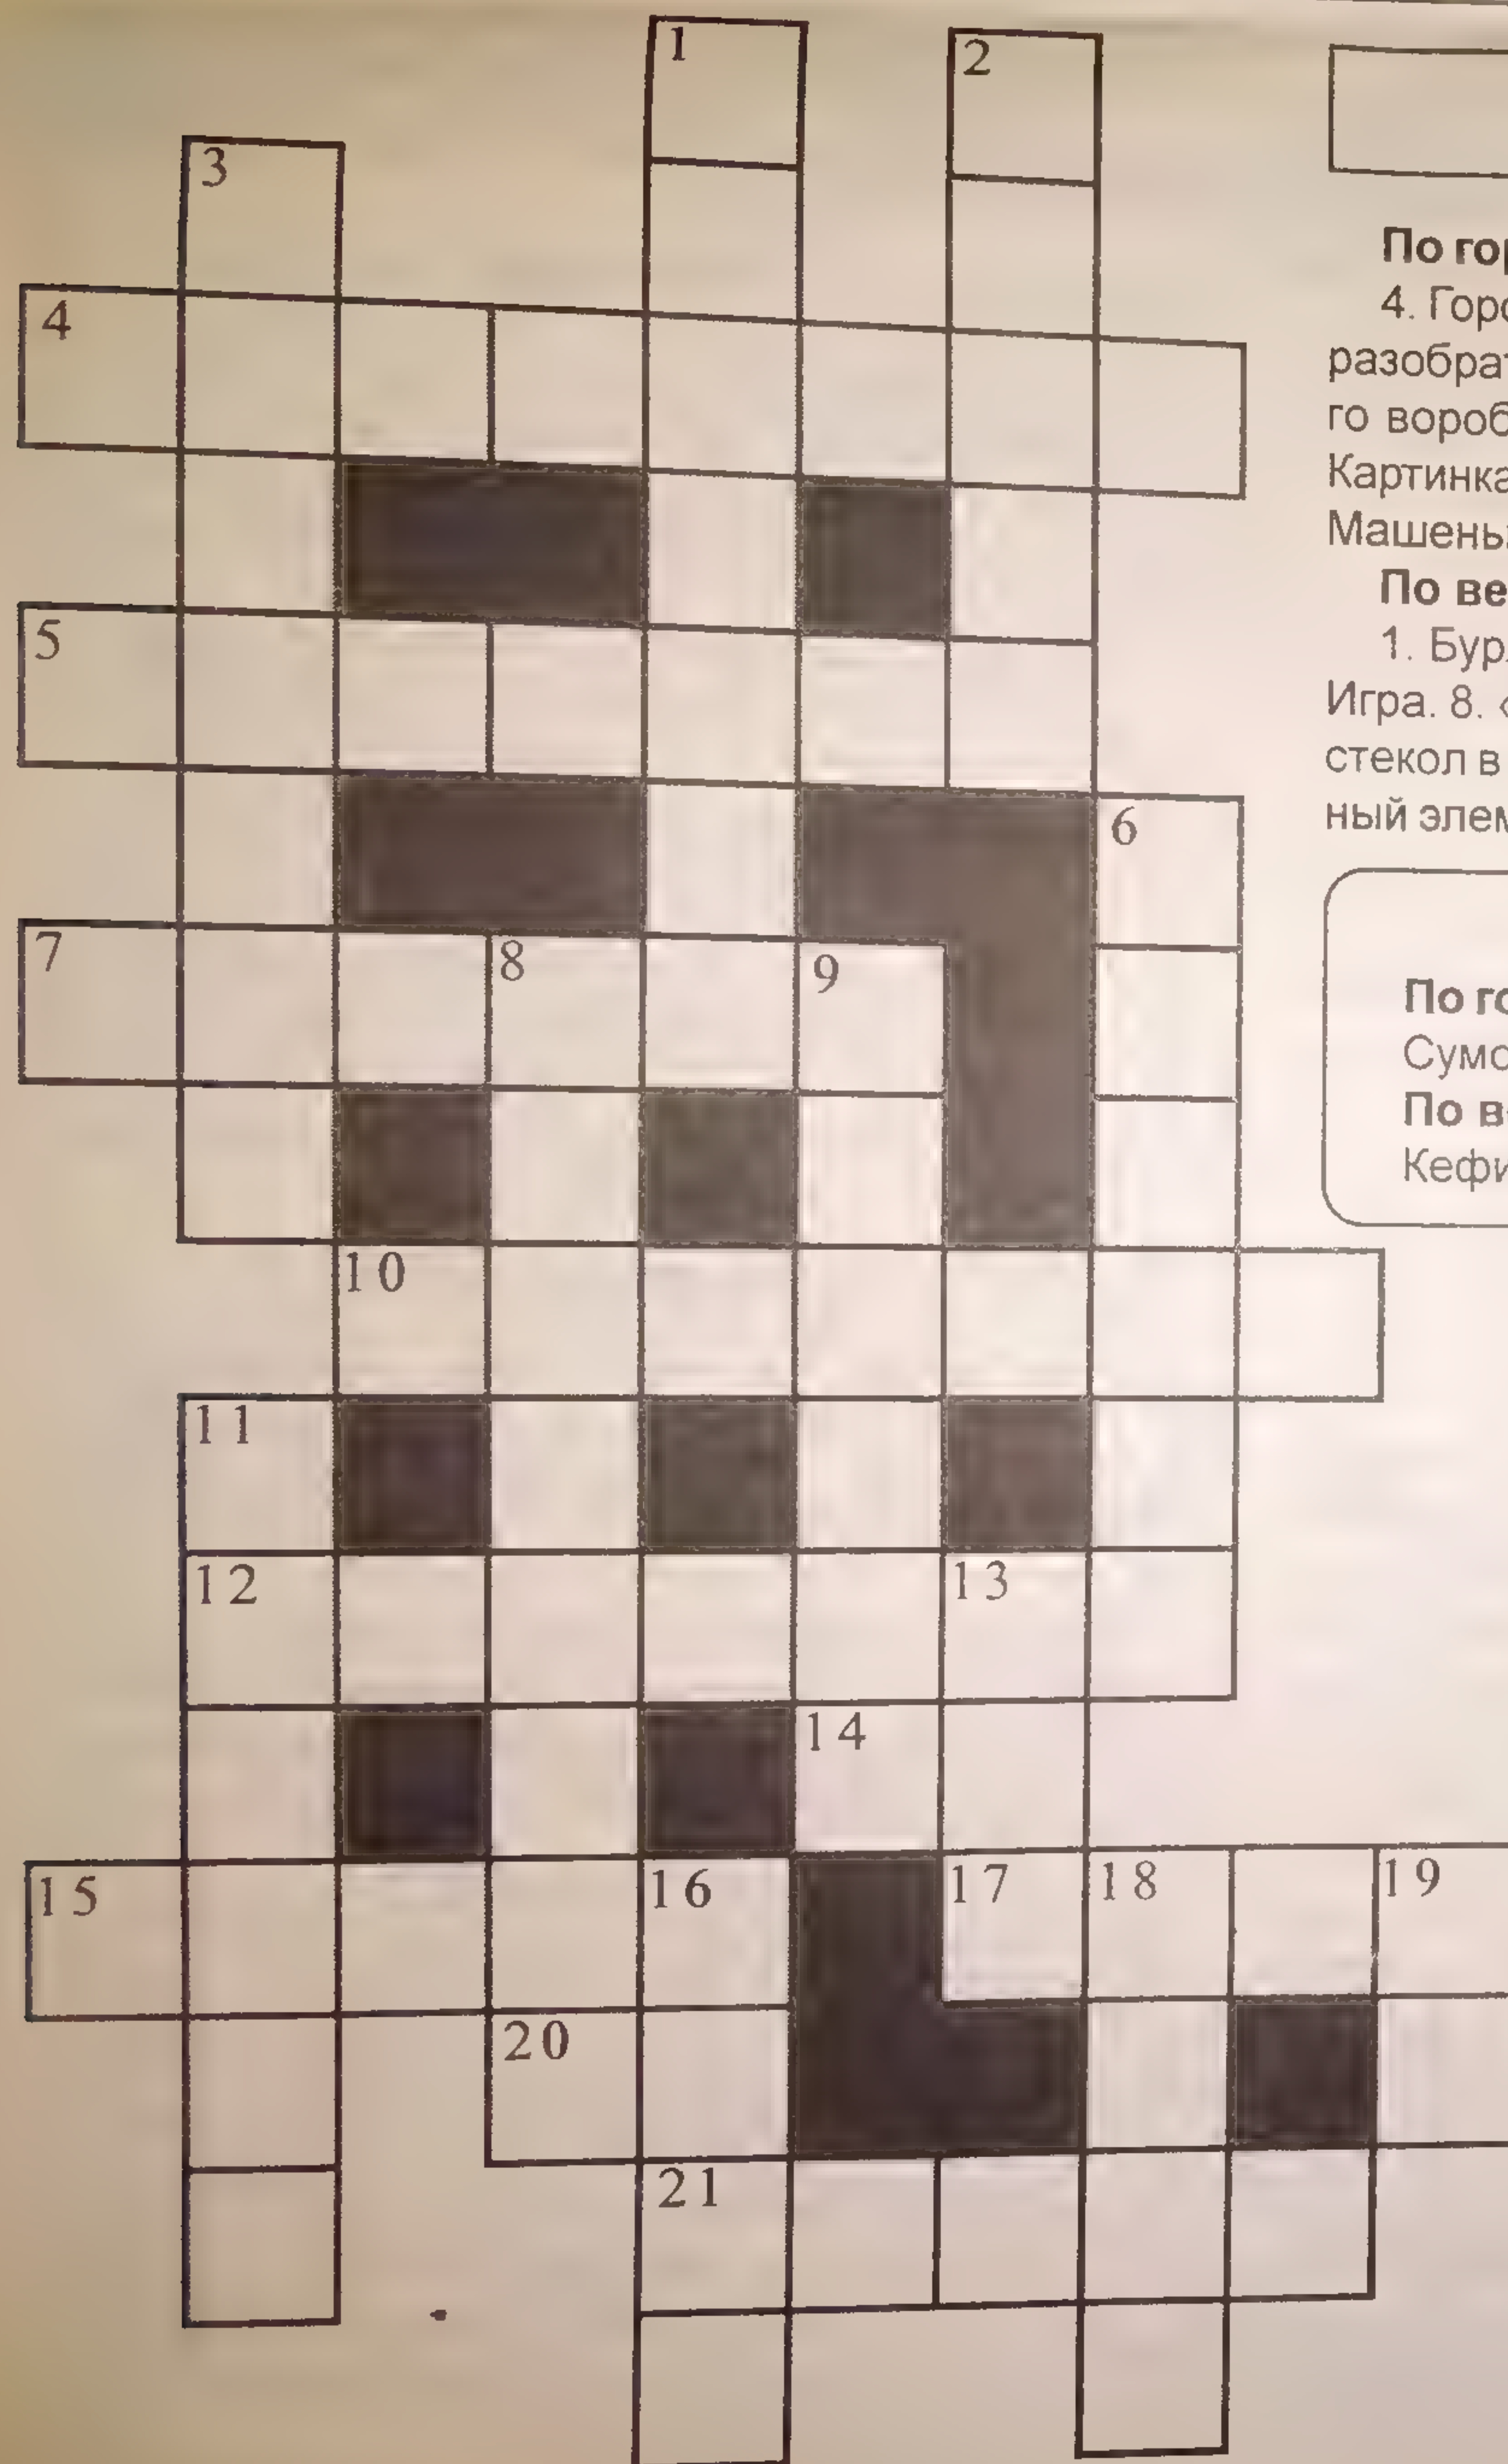 1
2
3
4
5
6
7
8
9
10
11
12
13
14
15
16
17
18
19
20
21
По гор
4. Горо
разобрат
го вороб
Картинка
Машень
По ве
1. Бур
Игра. 8. «
стекол в
ный элем
По го
Сумо
По в
Кефи